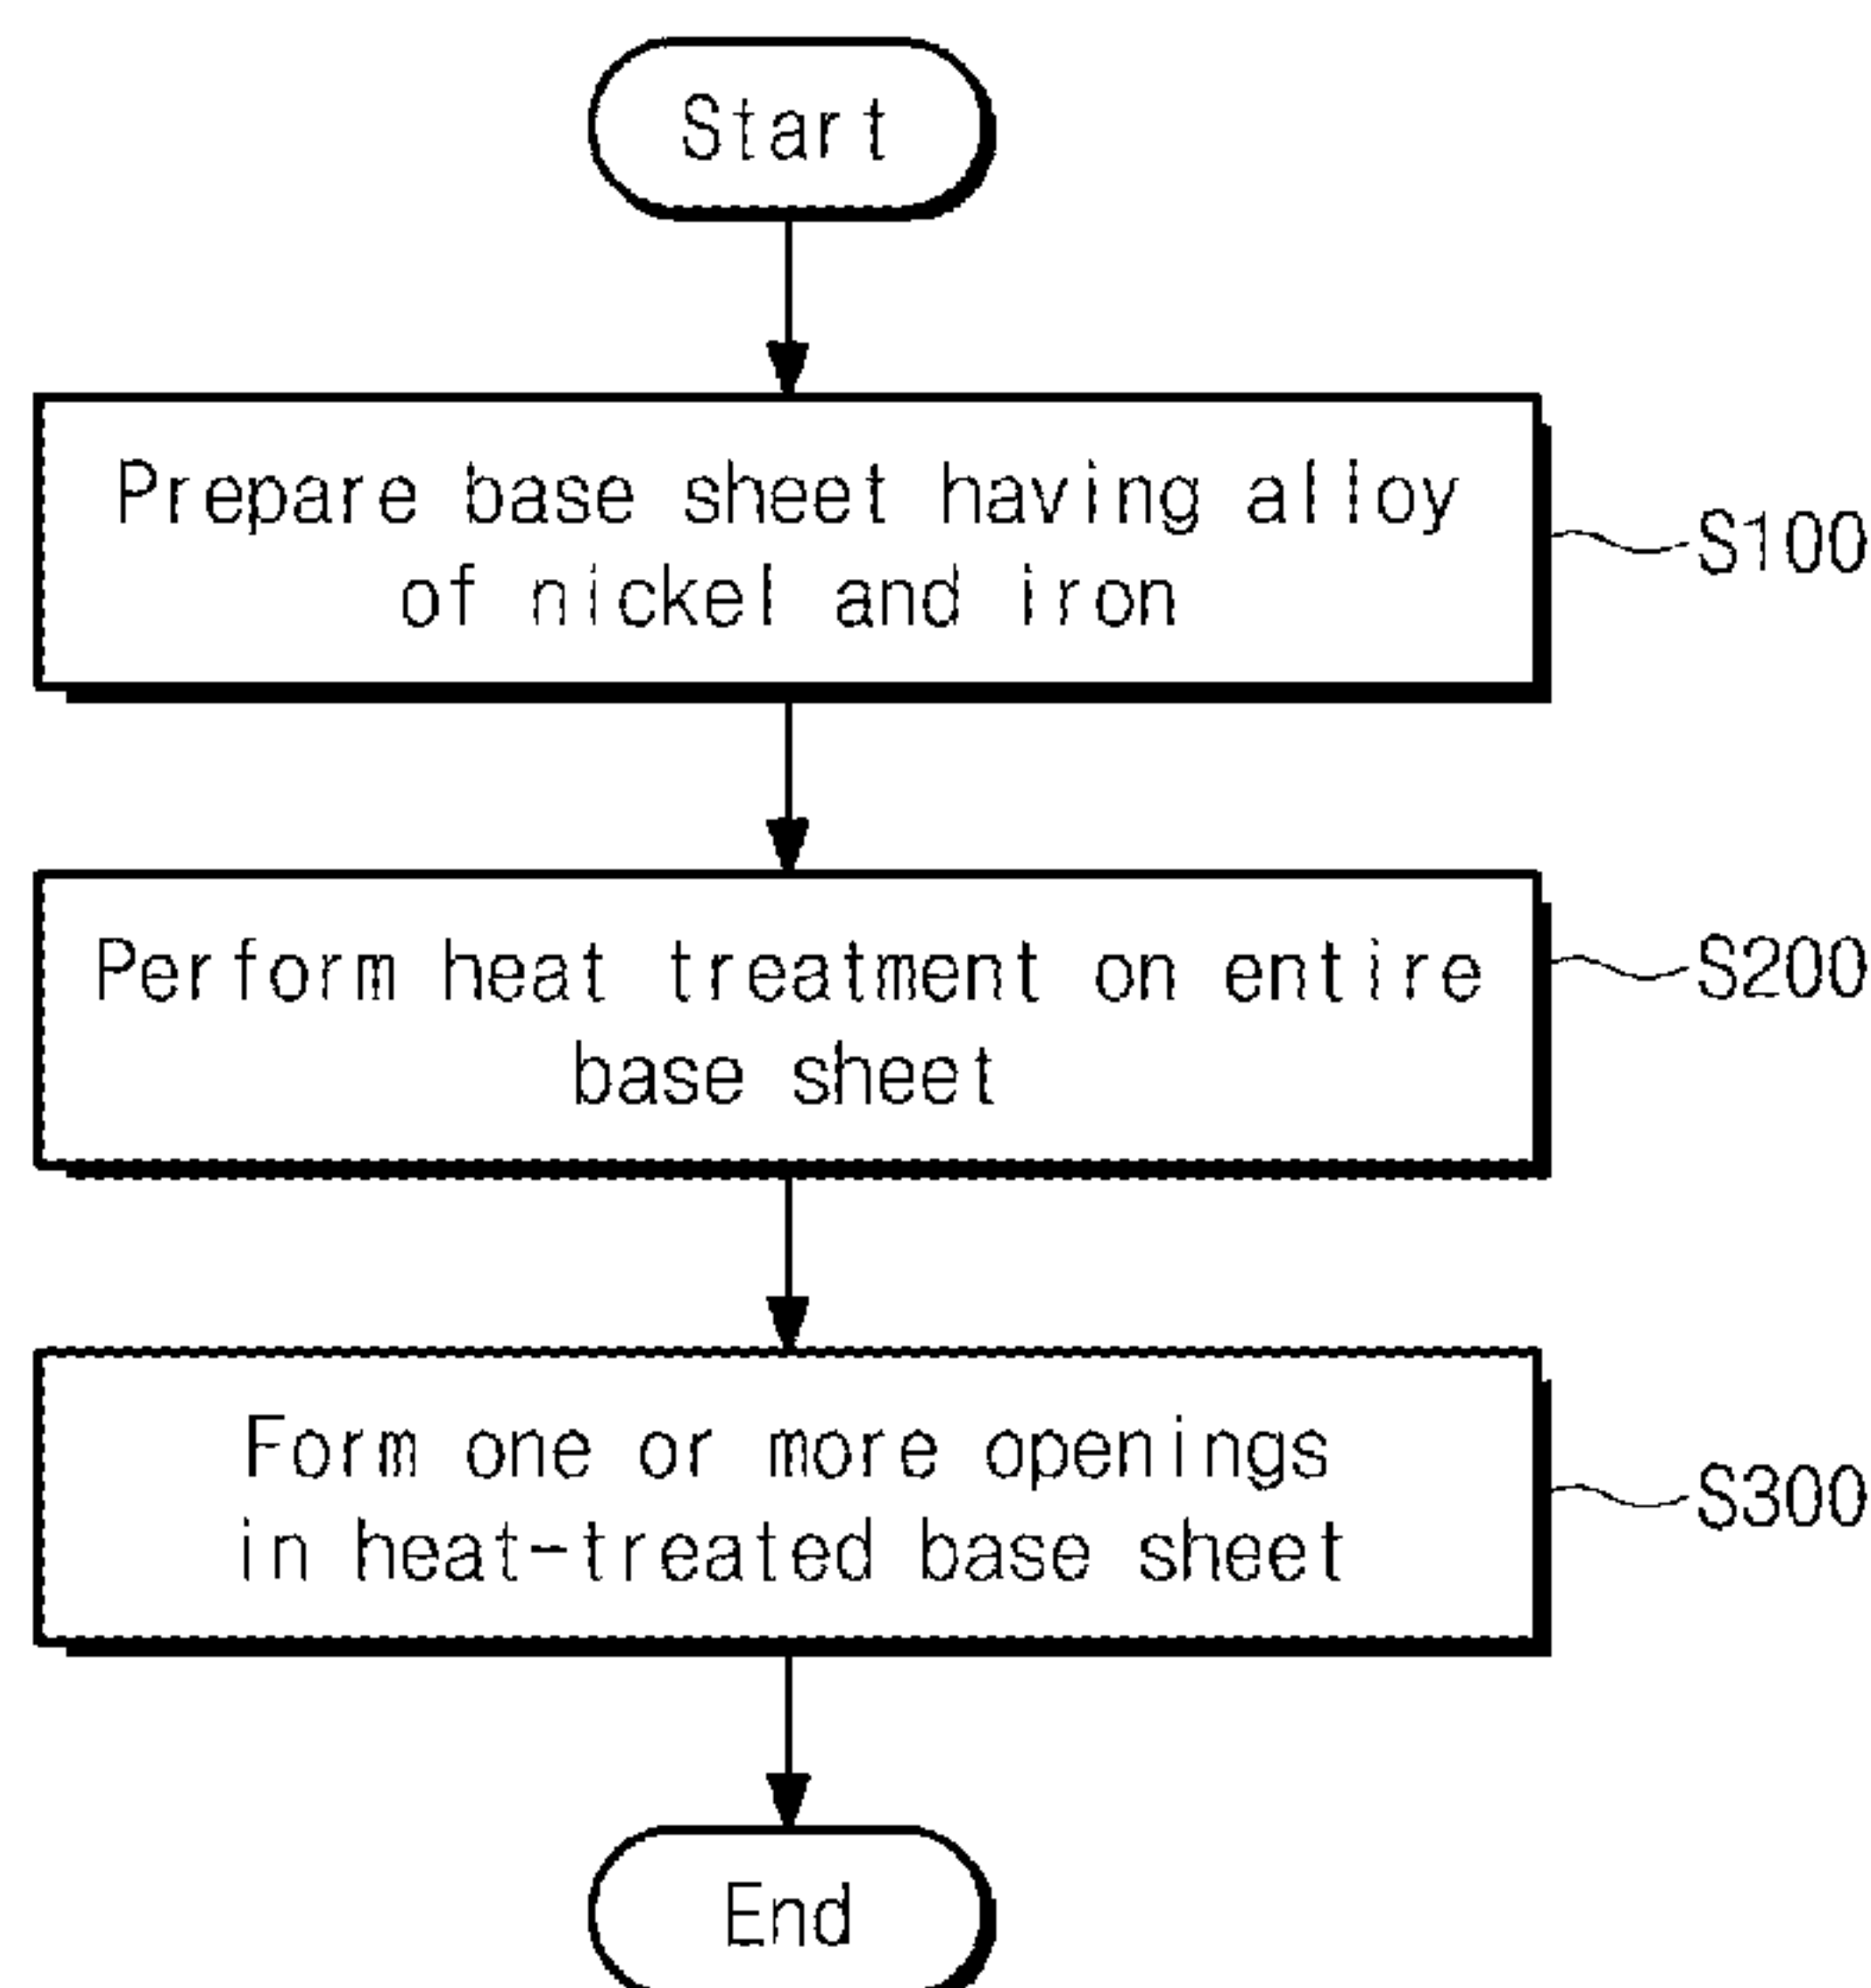 Start
Prepare base sheet having alloy
of nickel and iron
S100
Perform heat treatment on entire
base sheet
S200
Form one or more openings
in heat-treated base sheet
S300
End